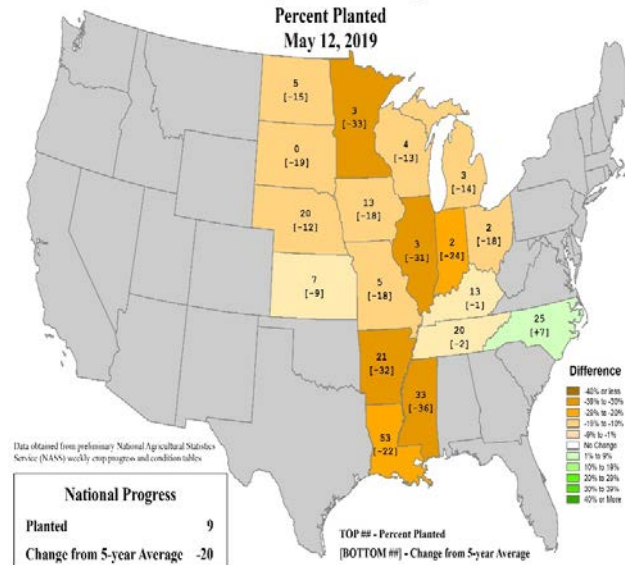 Percent Planted
May 12, 2019
5
[-15]
3
[-33]
0
[-19]
4
[-13]
3
[-14]
20
[-12]
13
[-18]
3
[-31]
2
[-24]
2
[-18]
7
[-9]
5
[-18]
13
[-1]
20
[-2]
25
[+7]
21
[-32]
33
[-36]
53
[-22]
Difference
-40% or less
-39% to -30%
-29% to -20%
-19% to -10%
-9% to -1%
No Change
1% to 9%
10% to 19%
20% to 29%
30% to 39%
40% or More
Data obtained from preliminary National Agricultural Statistics
Service (NASS) weekly crop progress and condition tables
National Progress
Planted 9
Change from 5-year Average -20
TOP ## - Percent Planted
[BOTTOM ##] - Change from 5-year Average